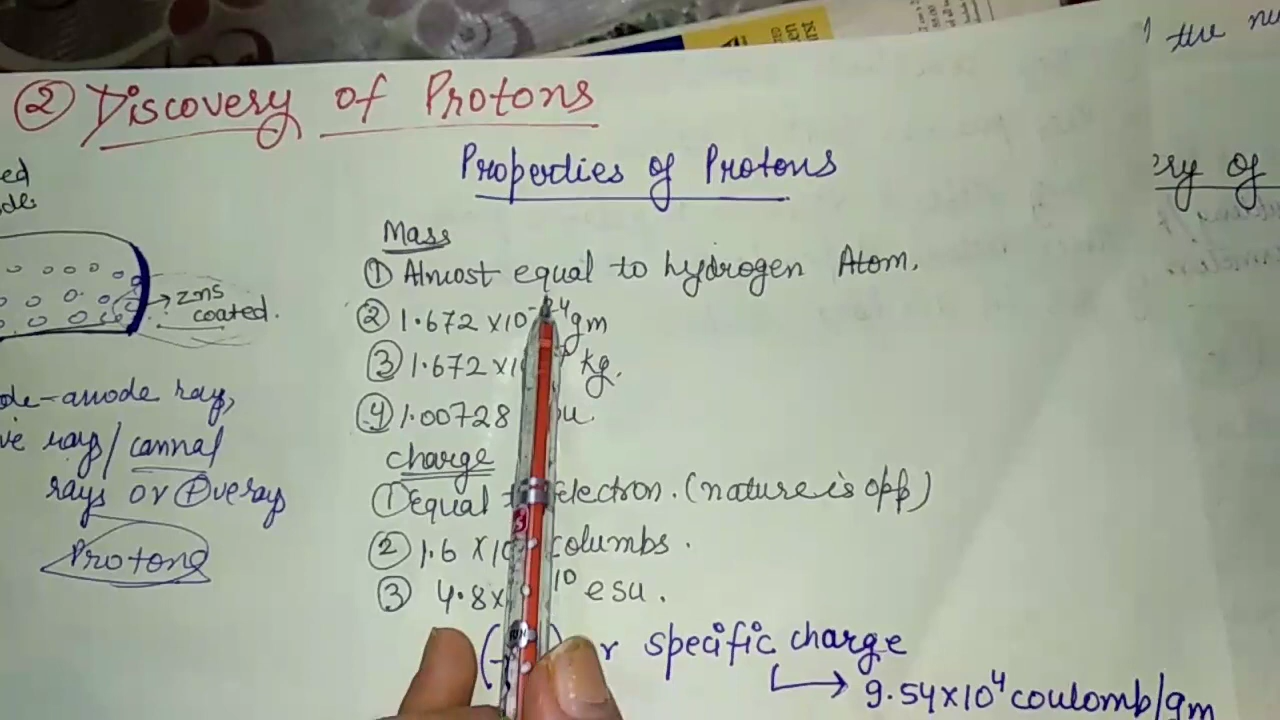 ② Discovery of Protons
Properties of Protons
Mass
① Almost equal to hydrogen Atom.
② 1.672 x10 gm
③ 1.672 x1 kg.
④ 1.00728 u.
charge
① Equal electron. (nature is opp)
② 1.6 x10 columbs.
③ 4.8x 10 esu.
r specific charge
→ 9.54x10⁴ coulomb/gm
ed
de
→ zns
coated.
de-anode ray,
ve ray/ cannal
rays or ⊕ve rays
Protons
the nu
ry of